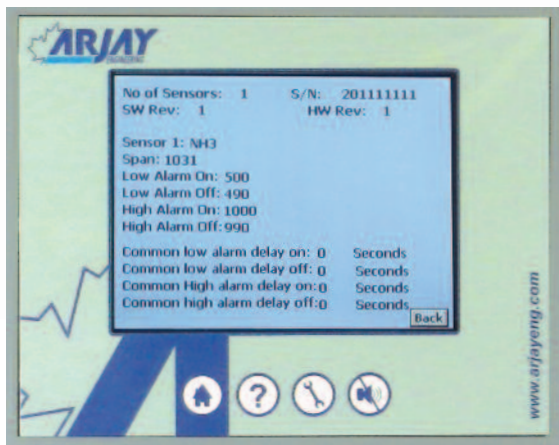 ARJAY
ENGINEERING
No of Sensors: 1 S/N: 201111111
SW Rev: 1 HW Rev: 1
Sensor 1: NH3
Span: 1031
Low Alarm On: 500
Low Alarm Off: 490
High Alarm On: 1000
High Alarm Off: 990
Common low alarm delay on: 0 Seconds
Common low alarm delay off: 0 Seconds
Common High alarm delay on: 0 Seconds
Common high alarm delay off: 0 Seconds
Back
?
www.arjayeng.com